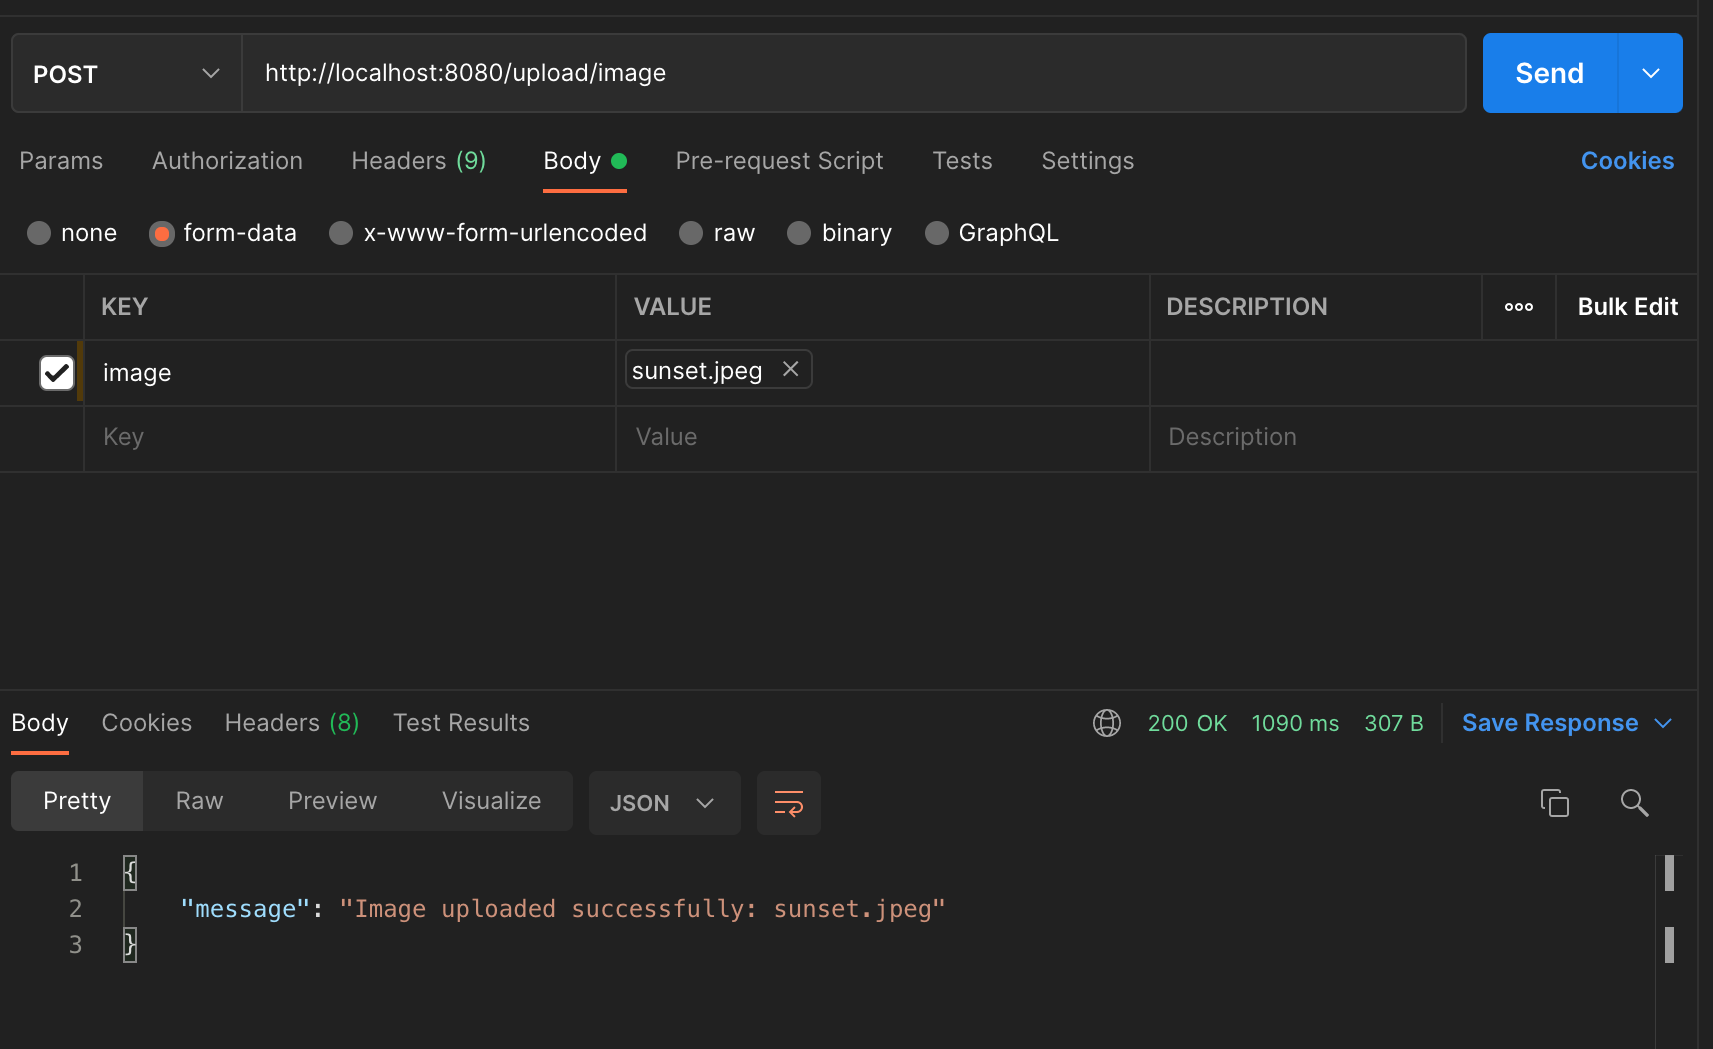 POST http://localhost:8080/upload/image Send
Params Authorization Headers (9) Body Pre-request Script Tests Settings Cookies
none form-data x-www-form-urlencoded raw binary GraphQL
KEY VALUE DESCRIPTION Bulk Edit
image sunset.jpeg
Key Value Description
Body Cookies Headers (8) Test Results 200 OK 1090 ms 307 B Save Response
Pretty Raw Preview Visualize JSON
1 {
2 "message": "Image uploaded successfully: sunset.jpeg"
3 }